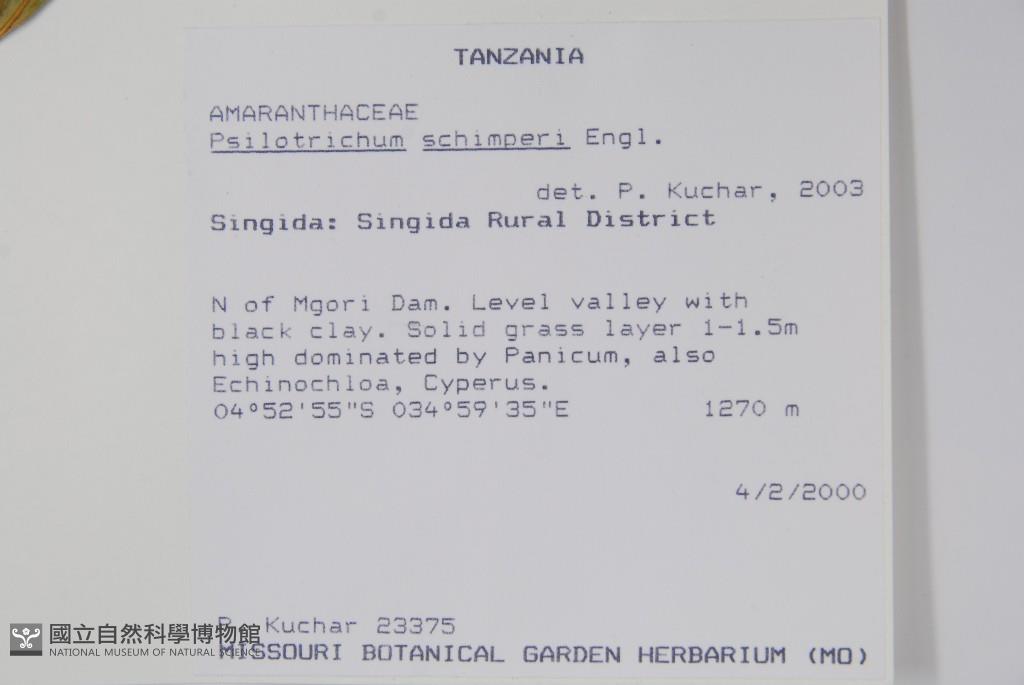 TANZANIA
AMARANTHACEAE
Psilotrichum schimperi Engl.
det. P. Kuchar, 2003
Singida: Singida Rural District
N of Mgori Dam. Level valley with
black clay. Solid grass layer 1-1.5m
high dominated by Panicum, also
Echinochloa, Cyperus.
04°52'55"S 034°59'35"E 1270 m
4/2/2000
P. Kuchar 23375
國立自然科學博物館
NATIONAL MUSEUM OF NATURAL SCIENCE
MISSOURI BOTANICAL GARDEN HERBARIUM (MO)